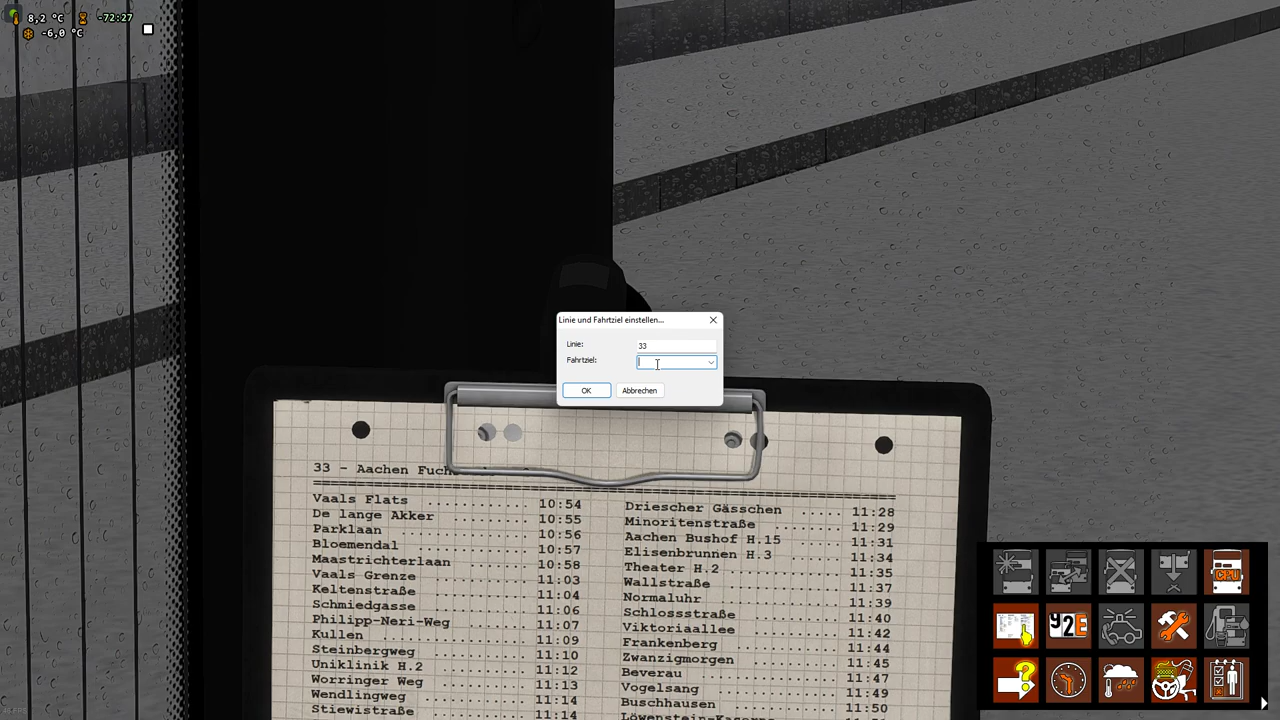 8,2 °C
-72:27
-6,0 °C
Linie und Fahrtziel einstellen...
Linie:
33
Fahrtziel:
OK
Abbrechen
33 - Aachen
Vaals Flats .......... 10:54
De lange Akker ........ 10:55
Parklaan ............. 10:56
Bloemendal ........... 10:57
Maastrichterlaan ..... 10:58
Vaals Grenze ......... 11:03
Keltenstraße ......... 11:04
Schmiedgasse ......... 11:06
Philipp-Neri-Weg ..... 11:07
Kullen ............... 11:09
Steinbergweg ......... 11:10
Uniklinik H.2 ........ 11:12
Worringer Weg ........ 11:13
Wendlingweg .......... 11:14
Stiewistraße ......... 11:14
Driescher Gässchen ..... 11:28
Minoritenstraße ....... 11:29
Aachen Bushof H.15 ..... 11:31
Elisenbrunnen H.3 ...... 11:34
Theater H.2 ........... 11:35
Wallstraße ............ 11:37
Normaluhr ............. 11:39
Schlossstraße ......... 11:40
Viktoriaallee ......... 11:42
Frankenberg ........... 11:44
Zwanzigmorgen ......... 11:45
Beverau ............... 11:47
Vogelsang ............. 11:49
Buschhausen ........... 11:50
Löwenstein-Kaserne
CPU
92E